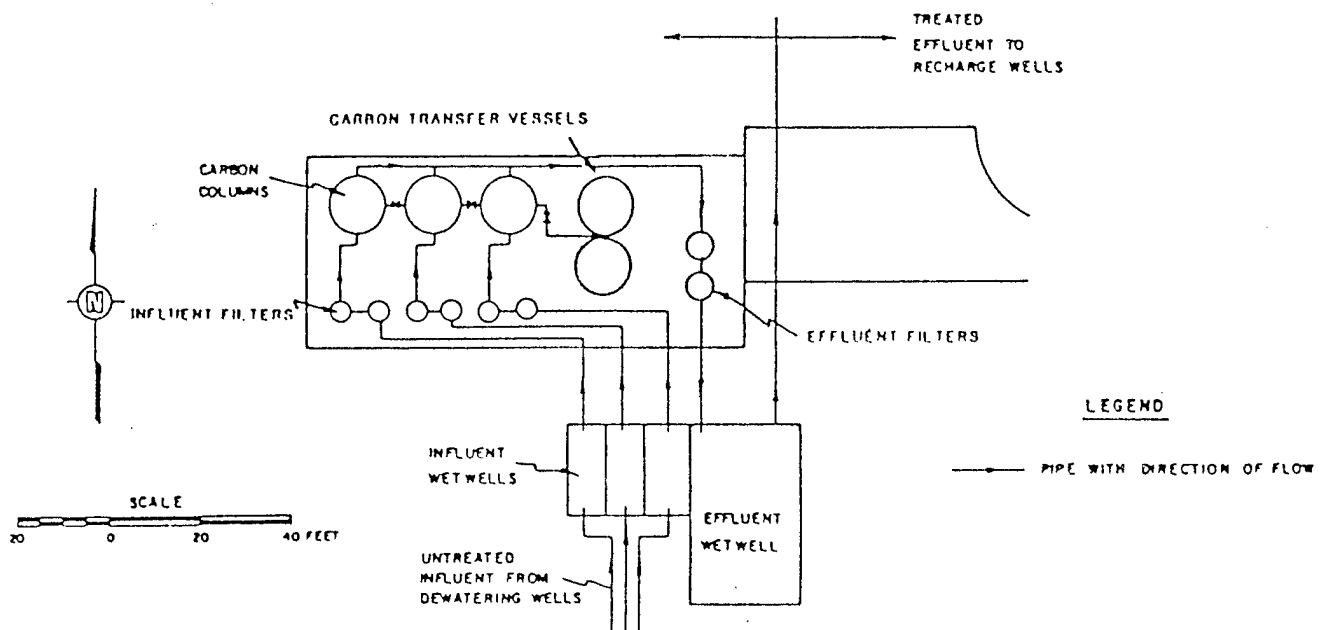 TREATED
EFFLUENT TO
RECHARGE WELLS
CARBON TRANSFER VESSELS
CARBON
COLUMNS
N
INFLUENT FILTERS
EFFLUENT FILTERS
LEGEND
INFLUENT
WETWELLS
PIPE WITH DIRECTION OF FLOW
SCALE
20 0 20 40 FEET
EFFLUENT
WETWELL
UNTREATED
INFLUENT FROM
DEWATERING WELLS